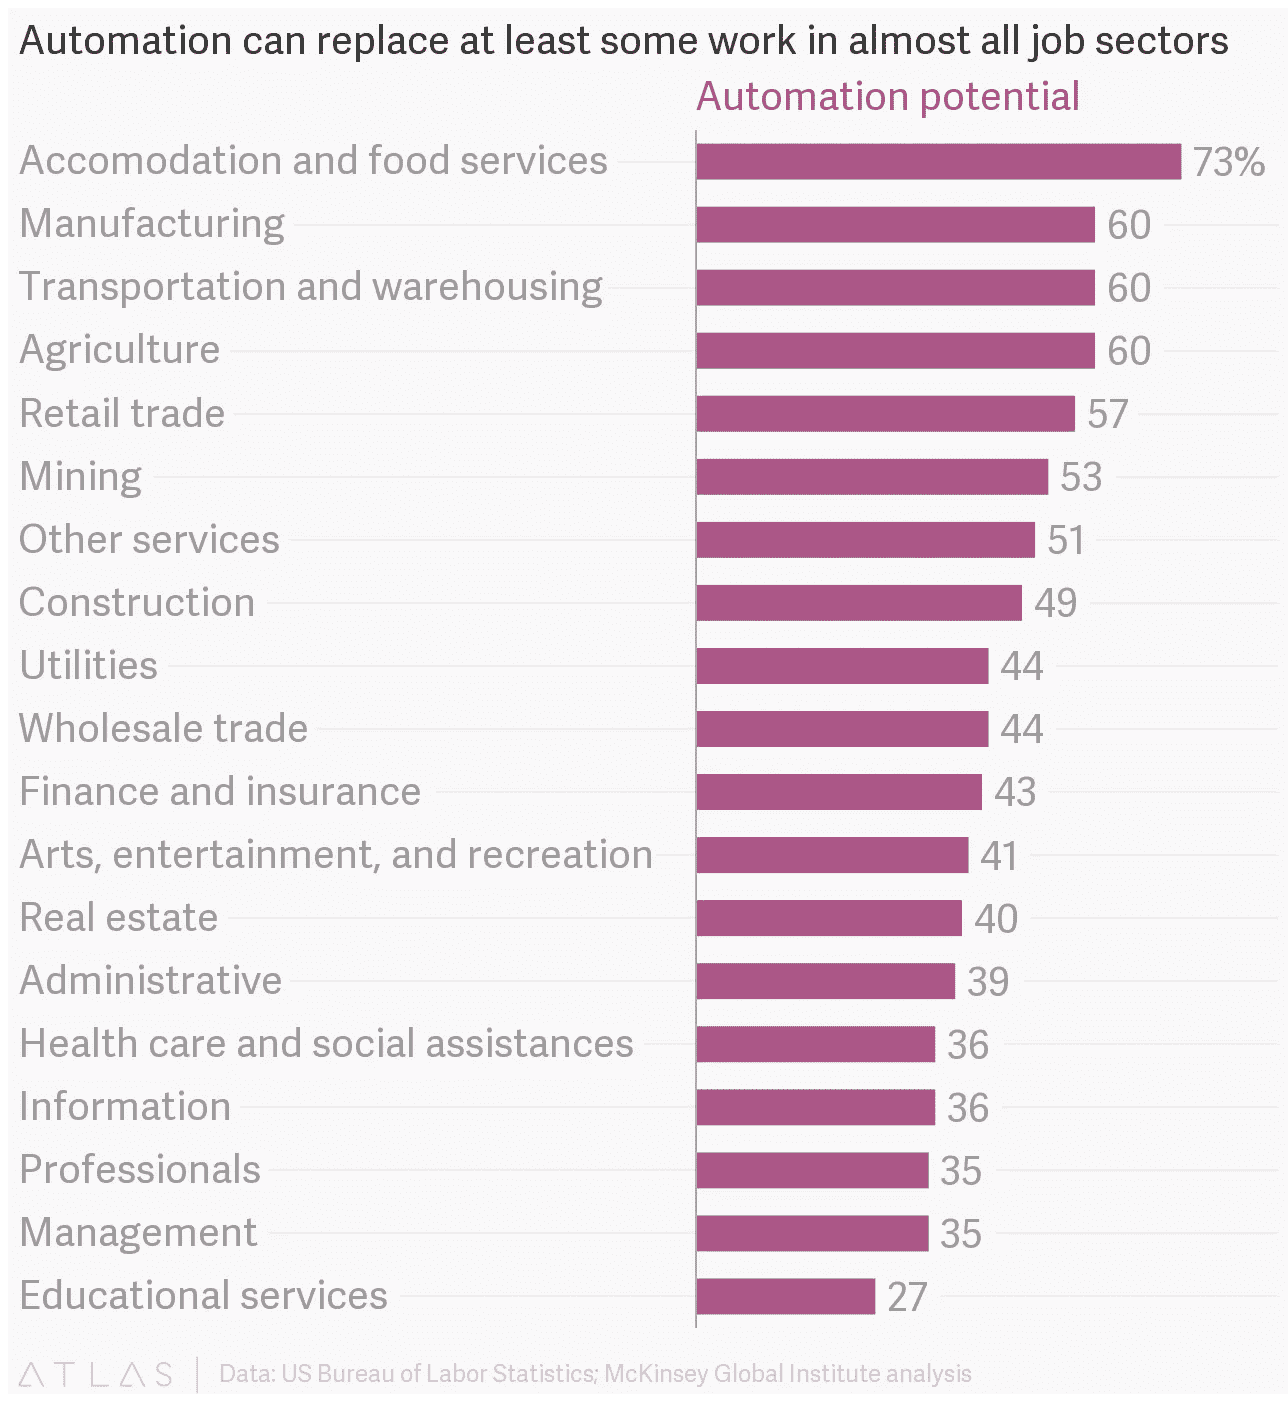 Automation can replace at least some work in almost all job sectors
Automation potential
Accomodation and food services 73%
Manufacturing 60
Transportation and warehousing 60
Agriculture 60
Retail trade 57
Mining 53
Other services 51
Construction 49
Utilities 44
Wholesale trade 44
Finance and insurance 43
Arts, entertainment, and recreation 41
Real estate 40
Administrative 39
Health care and social assistances 36
Information 36
Professionals 35
Management 35
Educational services 27
ATLAS | Data: US Bureau of Labor Statistics; McKinsey Global Institute analysis